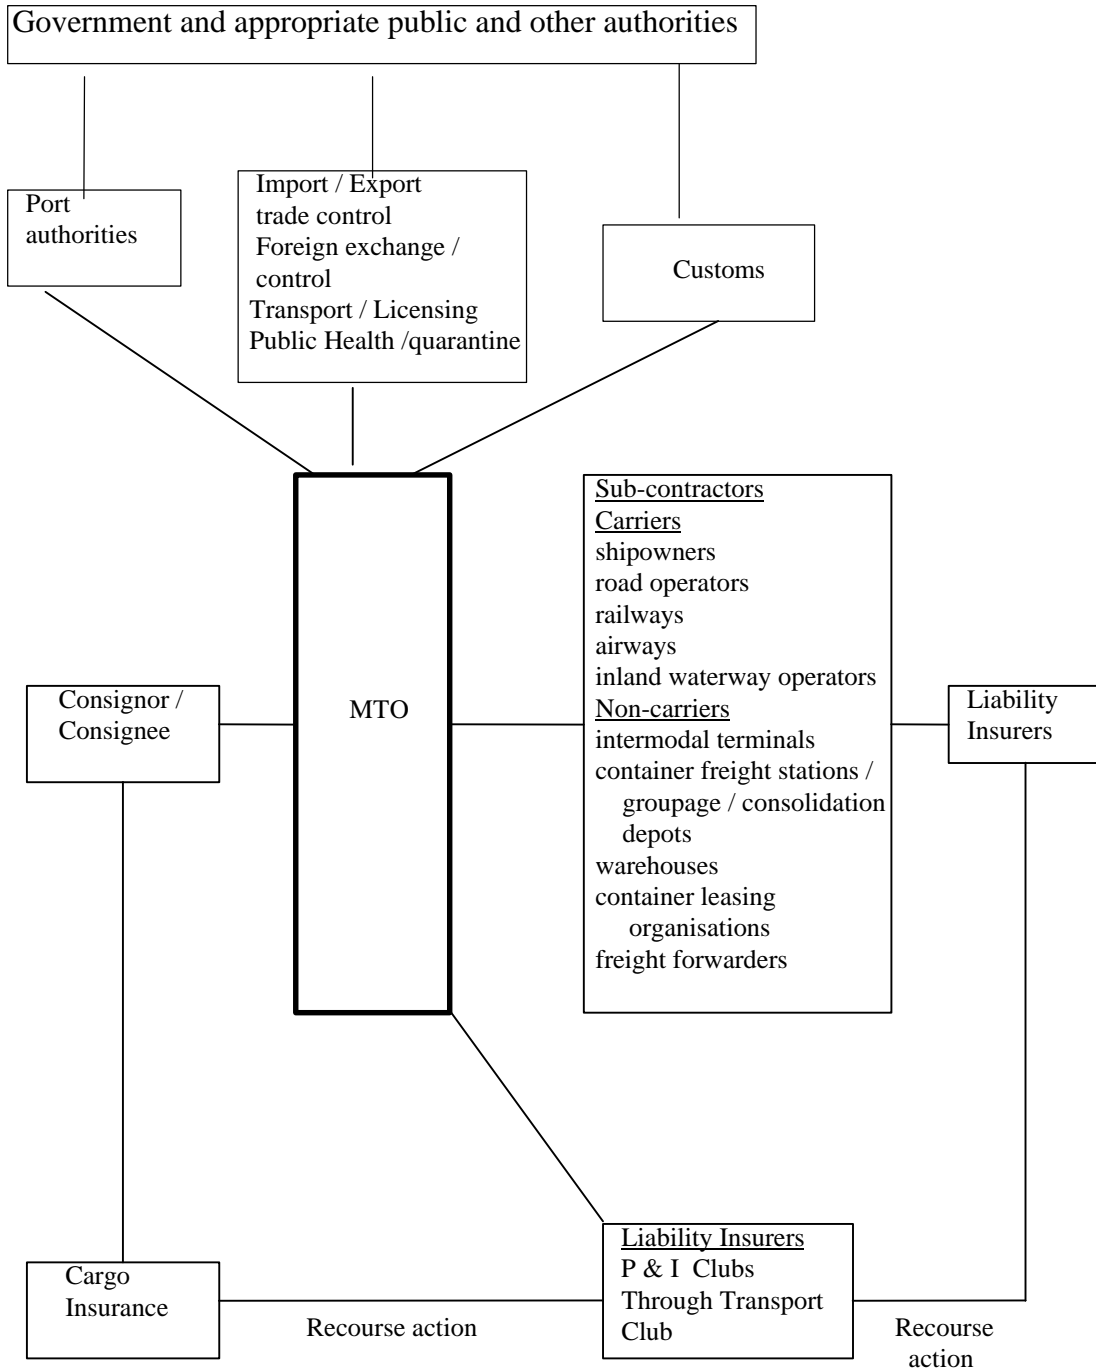 Government and appropriate public and other authorities
Port
authorities
Import / Export
trade control
Foreign exchange /
control
Transport / Licensing
Public Health /quarantine
Customs
Consignor /
Consignee
MTO
Sub-contractors
Carriers
shipowners
road operators
railways
airways
inland waterway operators
Non-carriers
intermodal terminals
container freight stations /
groupage / consolidation
depots
warehouses
container leasing
organisations
freight forwarders
Liability
Insurers
Cargo
Insurance
Recourse action
Liability Insurers
P & I Clubs
Through Transport
Club
Recourse
action